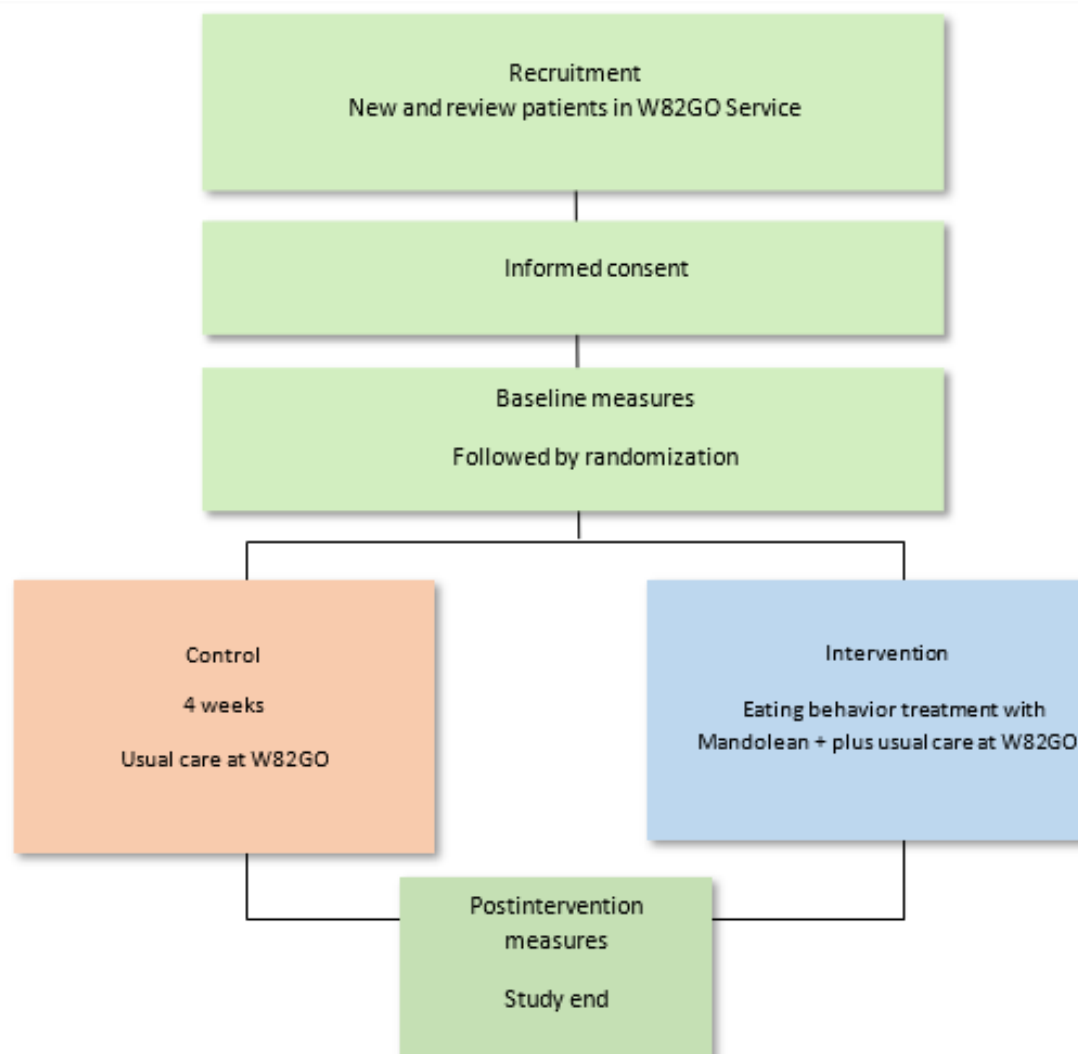 Recruitment
New and review patients in W82GO Service
Informed consent
Baseline measures
Followed by randomization
Control
4 weeks
Usual care at W82GO
Intervention
Eating behavior treatment with
Mandolean + plus usual care at W82GO
Postintervention
measures
Study end